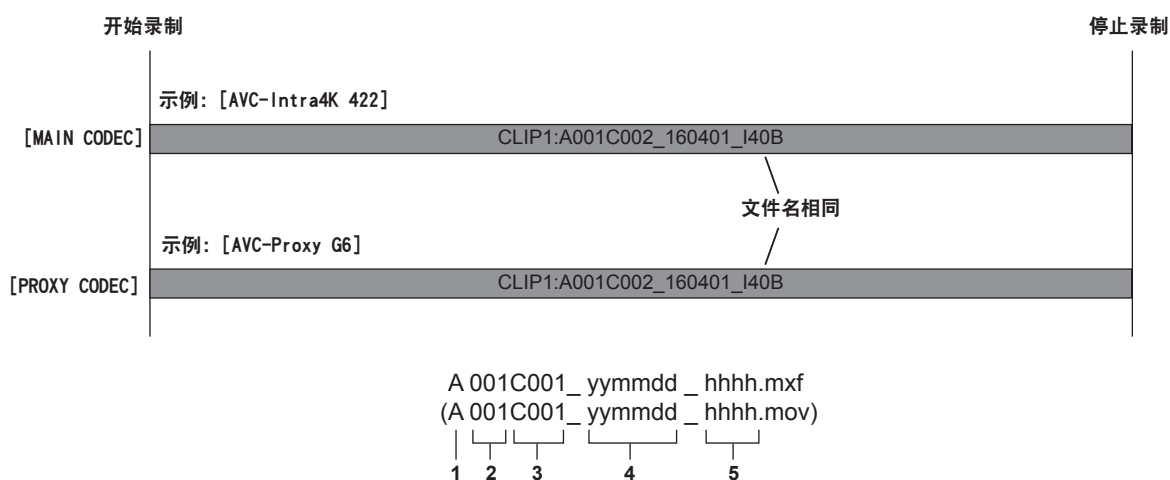 开始录制
停止录制
示例: [AVC-Intra4K 422]
[MAIN CODEC]
CLIP1:A001C002_160401_I40B
文件名相同
示例: [AVC-Proxy G6]
[PROXY CODEC]
CLIP1:A001C002_160401_I40B
A 001C001_ yymmdd _ hhhh.mxf
(A 001C001_ yymmdd _ hhhh.mov)
1 2 3 4 5